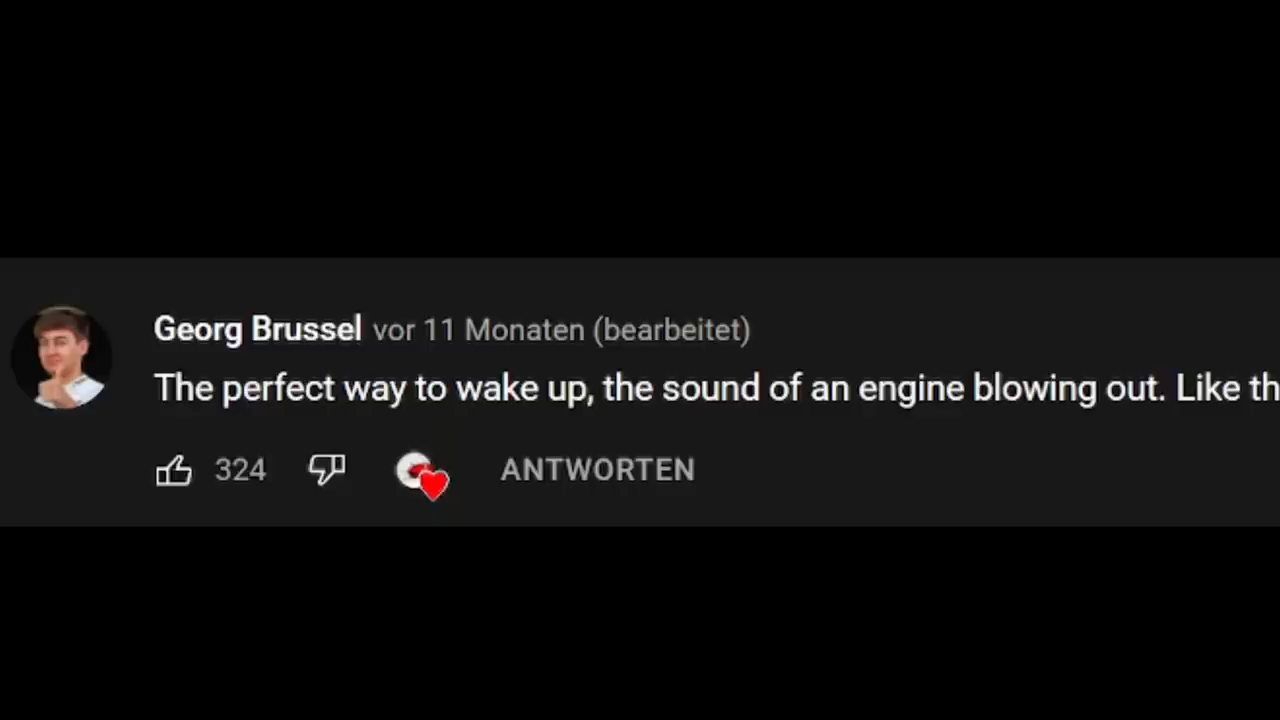 Georg Brussel vor 11 Monaten (bearbeitet)
The perfect way to wake up, the sound of an engine blowing out. Like th
324 ANTWORTEN